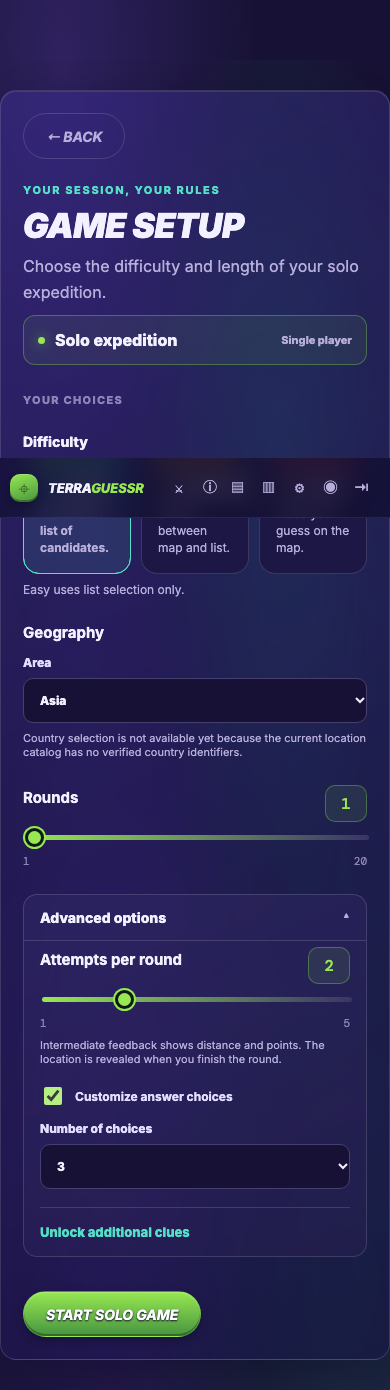 ← BACK
YOUR SESSION, YOUR RULES
GAME SETUP
Choose the difficulty and length of your solo
expedition.
Solo expedition Single player
YOUR CHOICES
Difficulty
TERRAGUESSR
list of
candidates.
between
map and list.
guess on the
map.
Easy uses list selection only.
Geography
Area
Asia
Country selection is not available yet because the current location
catalog has no verified country identifiers.
Rounds 1
1 20
Advanced options
Attempts per round 2
1 5
Intermediate feedback shows distance and points. The
location is revealed when you finish the round.
Customize answer choices
Number of choices
3
Unlock additional clues
START SOLO GAME